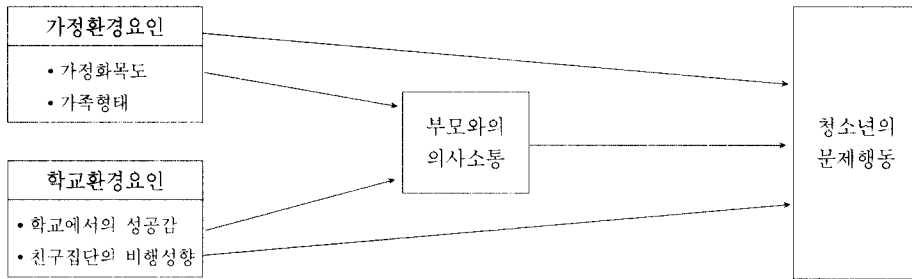 가정환경요인
• 가정화목도
• 가족형태
부모와의
의사소통
청소년의
문제행동
학교환경요인
• 학교에서의 성공감
• 친구집단의 비행성향